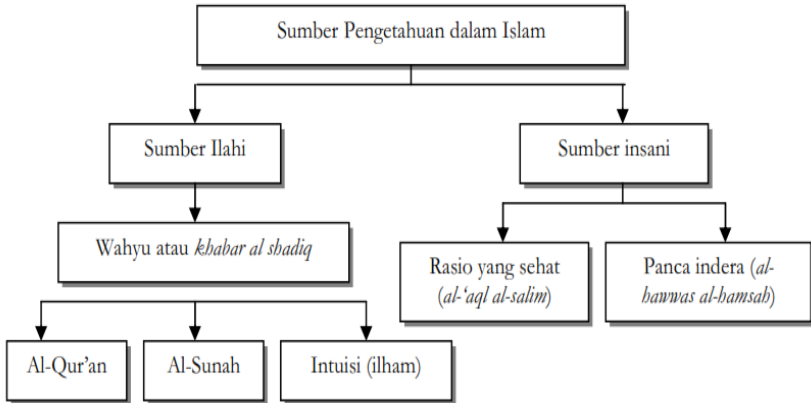 Sumber Pengetahuan dalam Islam
Sumber Ilahi
Sumber insani
Wahyu atau khabar al shadiq
Rasio yang sehat
(al-‘aql al-salim)
Panca indera (al-
hawwas al-hamsah)
Al-Qur’an
Al-Sunah
Intuisi (ilham)